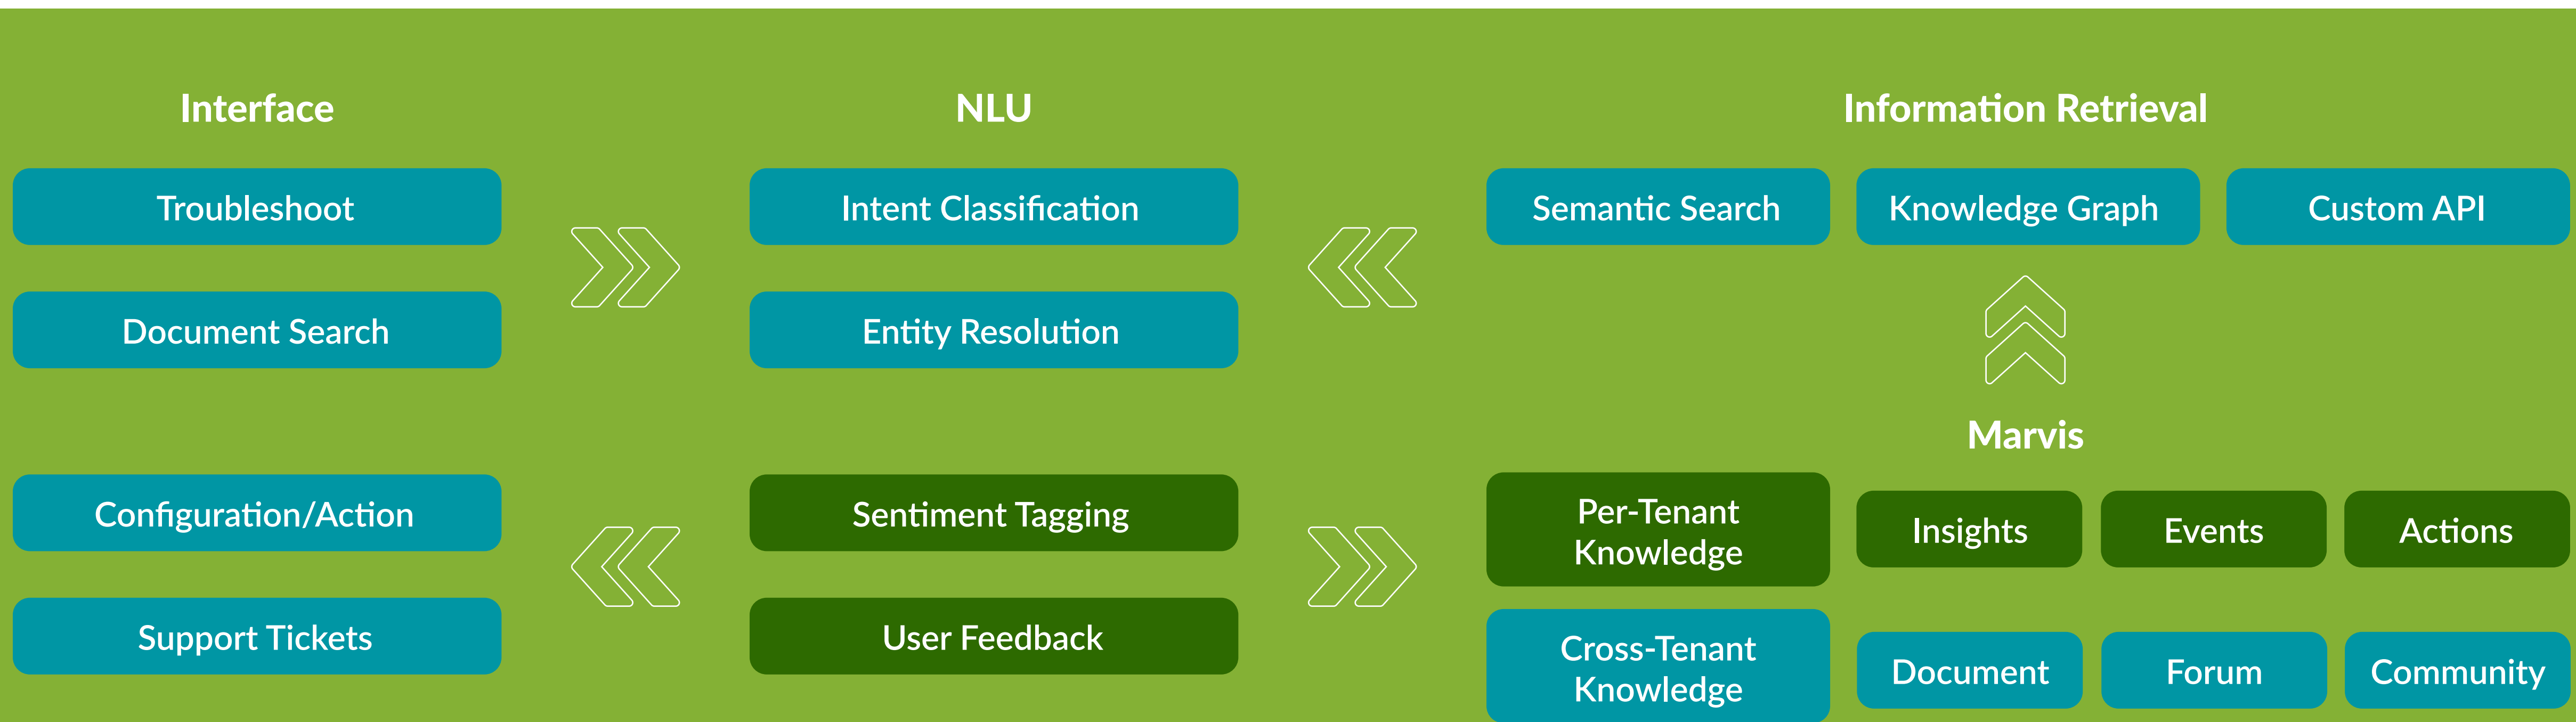 Interface
NLU
Information Retrieval
Troubleshoot
Intent Classification
Semantic Search
Knowledge Graph
Custom API
Document Search
Entity Resolution
Marvis
Configuration/Action
Sentiment Tagging
Per-Tenant
Knowledge
Insights
Events
Actions
Support Tickets
User Feedback
Cross-Tenant
Knowledge
Document
Forum
Community